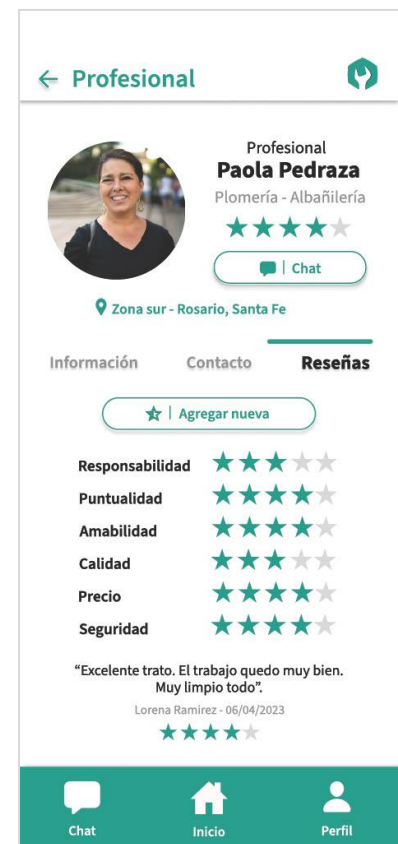 ← Profesional
Profesional
Paola Pedraza
Plomería - Albañilería
| Chat
Zona sur - Rosario, Santa Fe
Información Contacto Reseñas
| Agregar nueva
Responsabilidad
Puntualidad
Amabilidad
Calidad
Precio
Seguridad
“Excelente trato. El trabajo quedo muy bien.
Muy limpio todo”.
Lorena Ramirez - 06/04/2023
Chat Inicio Perfil